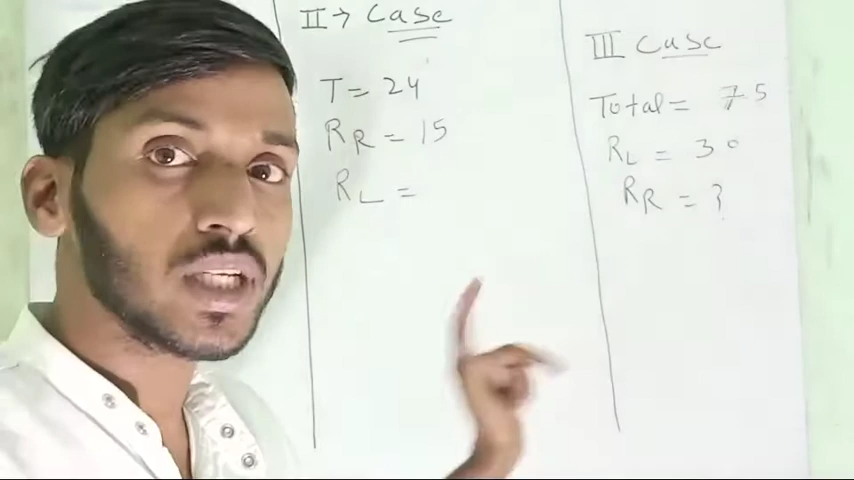 II → Case
T = 24
RR = 15
RL =
III Case
Total = 75
RL = 30
RR = ?